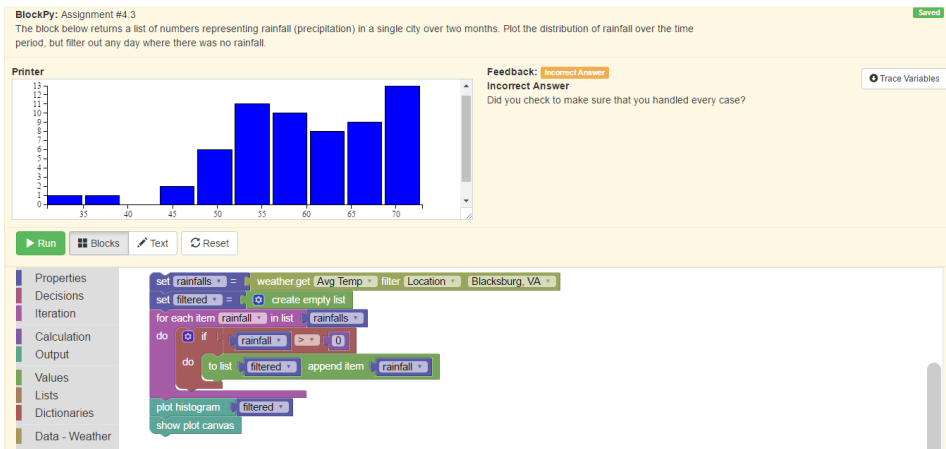 BlockPy: Assignment #4.3
Saved
The block below returns a list of numbers representing rainfall (precipitation) in a single city over two months. Plot the distribution of rainfall over the time
period, but filter out any day where there was no rainfall.
Printer
13
12
11
10
9
8
7
6
5
4
3
2
1
0
35 40 45 50 55 60 65 70
Feedback: Incorrect Answer
Incorrect Answer
Did you check to make sure that you handled every case?
Trace Variables
Run
Blocks
Text
Reset
Properties
Decisions
Iteration
Calculation
Output
Values
Lists
Dictionaries
Data - Weather
set rainfalls = weather.get Avg Temp filter Location Blacksburg, VA
set filtered = create empty list
for each item rainfall in list rainfalls
do if rainfall > 0
do to list filtered append item rainfall
plot histogram filtered
show plot canvas